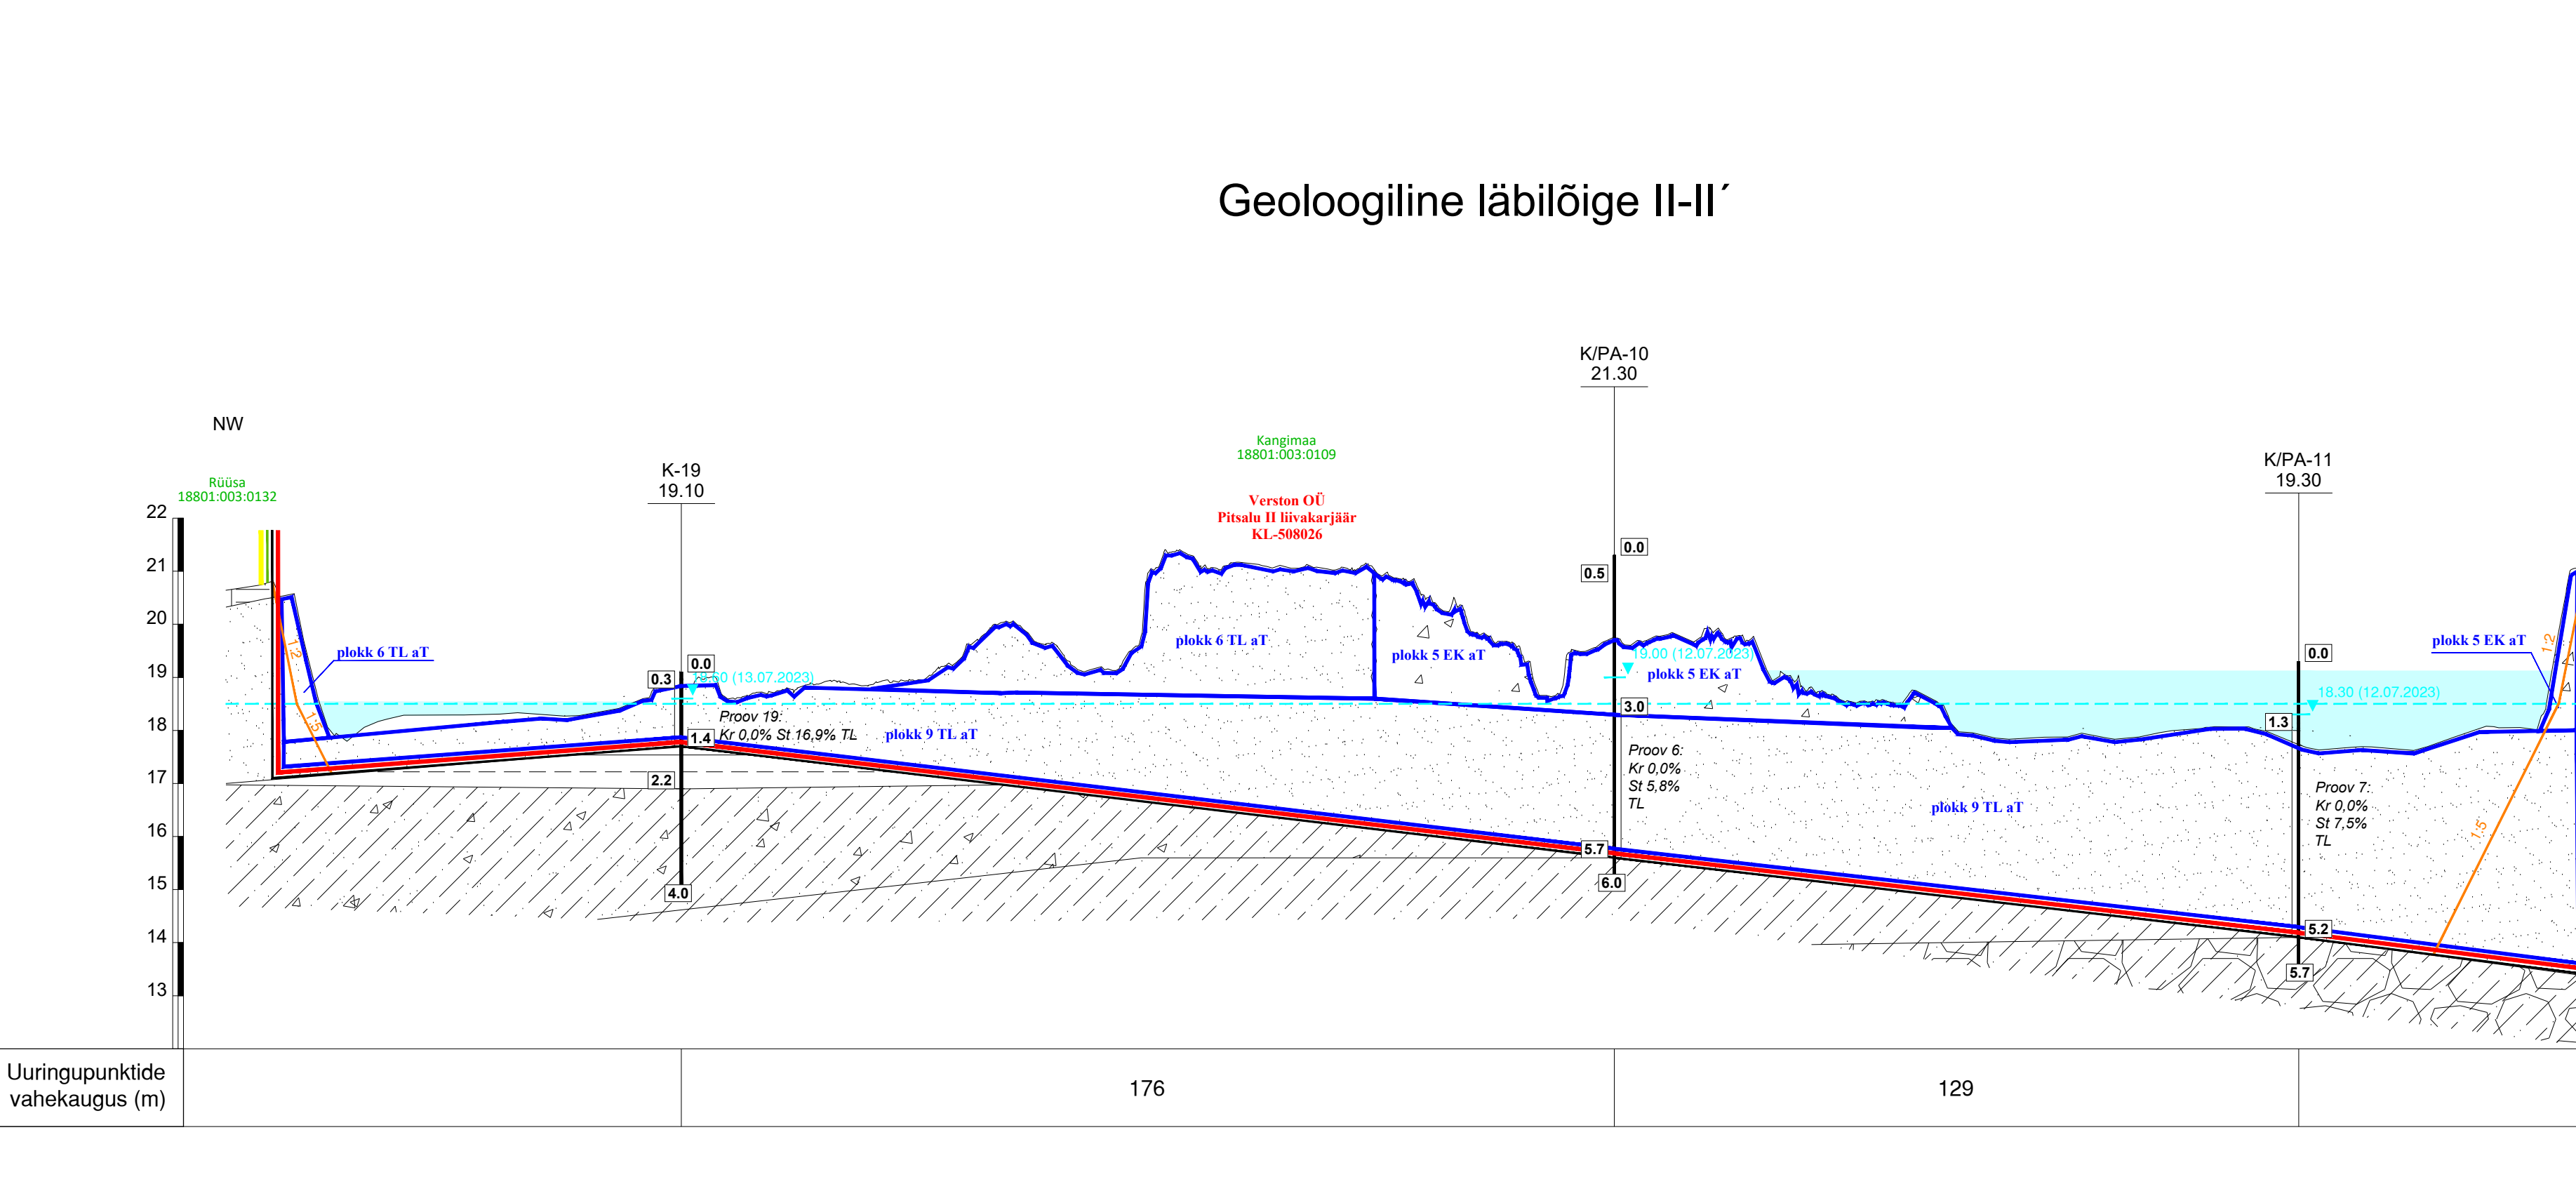 Geoloogiline läbilõige II-II´
K/PA-10
21.30
NW
Kangimaa
18801:003:0109
K-19
19.10
K/PA-11
19.30
Rüüsa
18801:003:0132
Verston OÜ
Pitsalu II liivakarjäär
KL-508026
22
21
20
19
18
17
16
15
14
13
0.0
0.5
3.0
5.7
6.0
0.3
0.0
1.4
2.2
4.0
0.0
1.3
5.2
5.7
1:2
1:5
plokk 6 TL aT
plokk 6 TL aT
plokk 5 EK aT
19.00 (12.07.2023)
plokk 5 EK aT
plokk 5 EK aT
1:2
1:5
(13.07.2023)
18.30 (12.07.2023)
Proov 19:
Kr 0,0% St 16,9% TL
plokk 9 TL aT
Proov 6:
Kr 0,0%
St 5,8%
TL
plokk 9 TL aT
Proov 7:
Kr 0,0%
St 7,5%
TL
Uuringupunktide
vahekaugus (m)
176
129